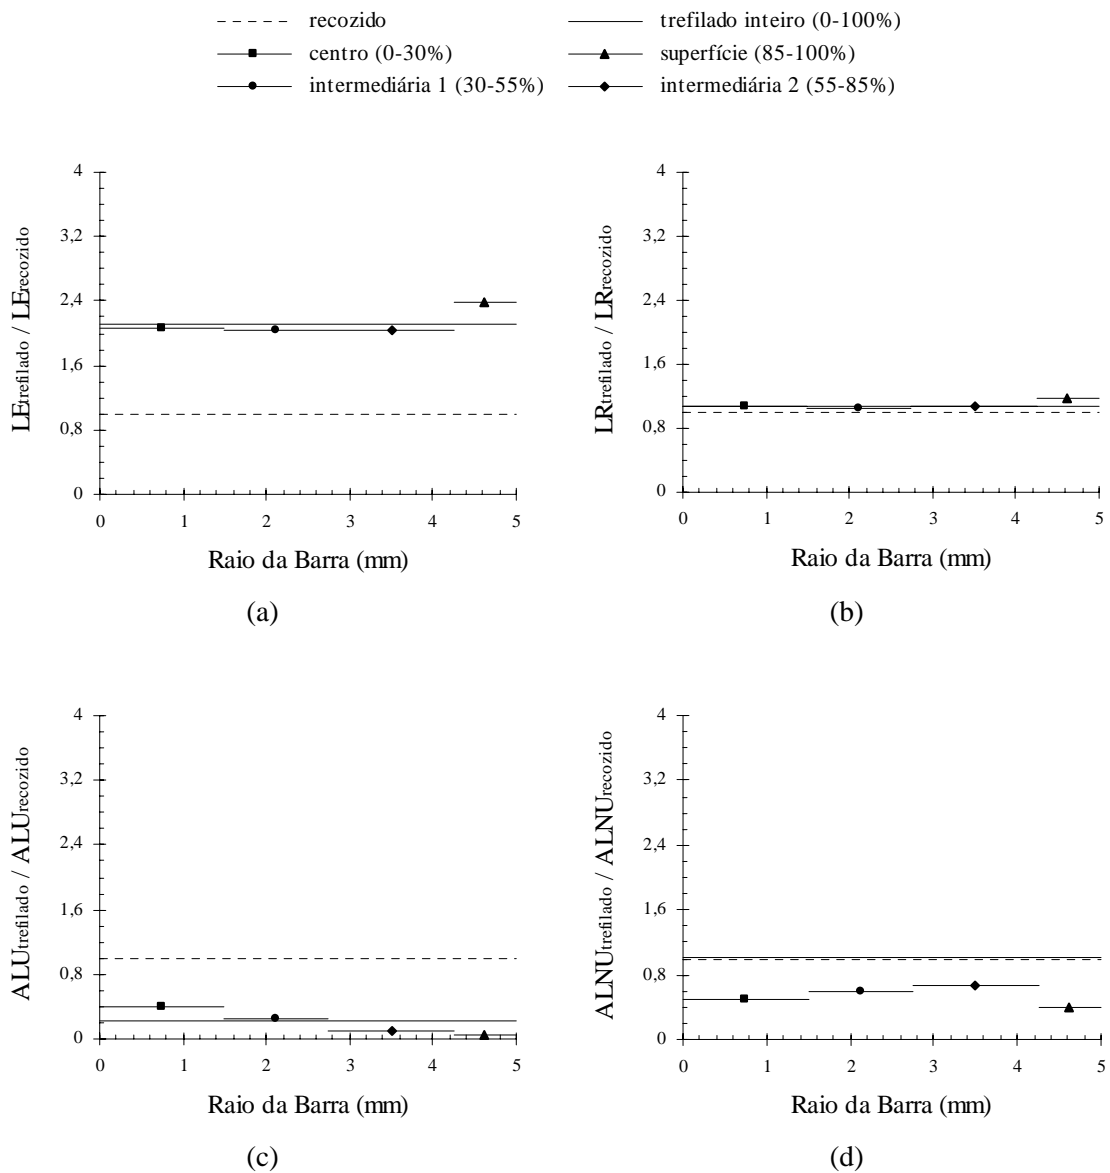 recozido
trefilado inteiro (0-100%)
centro (0-30%)
superfície (85-100%)
intermediária 1 (30-55%)
intermediária 2 (55-85%)
LEtrefilado / LErecozido
4
3,2
2,4
1,6
0,8
0
0 1 2 3 4 5
Raio da Barra (mm)
(a)
LRtrefilado / LRrecozido
4
3,2
2,4
1,6
0,8
0
0 1 2 3 4 5
Raio da Barra (mm)
(b)
ALUtrefilado / ALUrecozido
4
3,2
2,4
1,6
0,8
0
0 1 2 3 4 5
Raio da Barra (mm)
(c)
ALNUtrefilado / ALNUrecozido
4
3,2
2,4
1,6
0,8
0
0 1 2 3 4 5
Raio da Barra (mm)
(d)